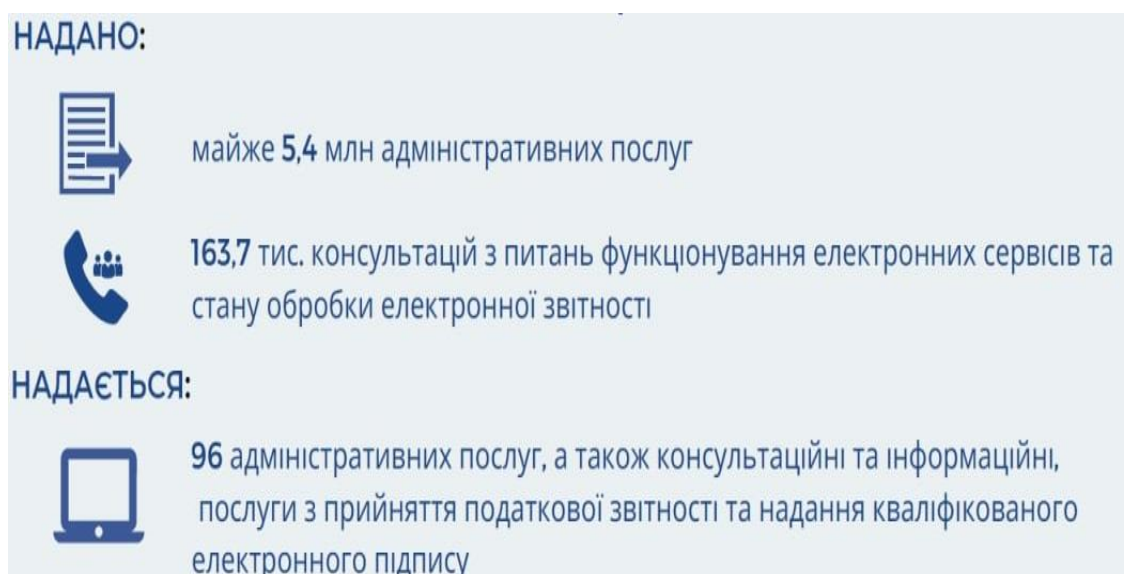 НАДАНО:
майже 5,4 млн адміністративних послуг
163,7 тис. консультацій з питань функціонування електронних сервісів та
стану обробки електронної звітності
НАДАЄТЬСЯ:
96 адміністративних послуг, а також консультаційні та інформаційні,
послуги з прийняття податкової звітності та надання кваліфікованого
електронного підпису